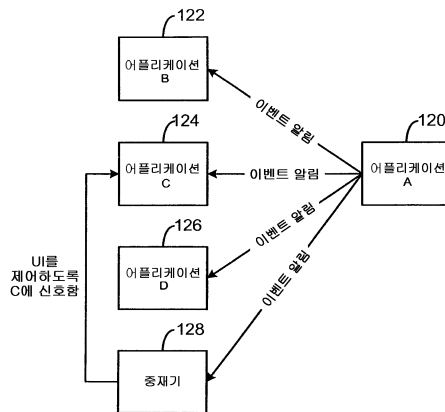 122
어플리케이션
B
이벤트 알림
124
어플리케이션
C
이벤트 알림
120
어플리케이션
A
126
어플리케이션
D
이벤트 알림
이벤트 알림
UI를
제어하도록
C에 신호함
128
중재기